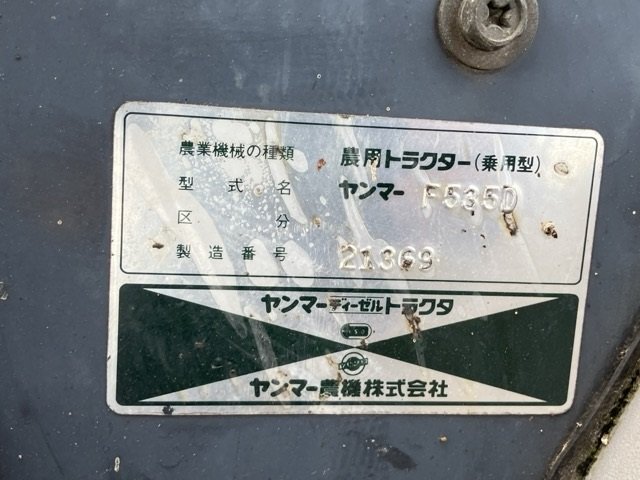 農業機械の種類 農用トラクター(乗用型)
型式名 ヤンマー F535D
区分
製造番号 21369
ヤンマーディーゼルトラクタ
ヤンマー農機株式会社